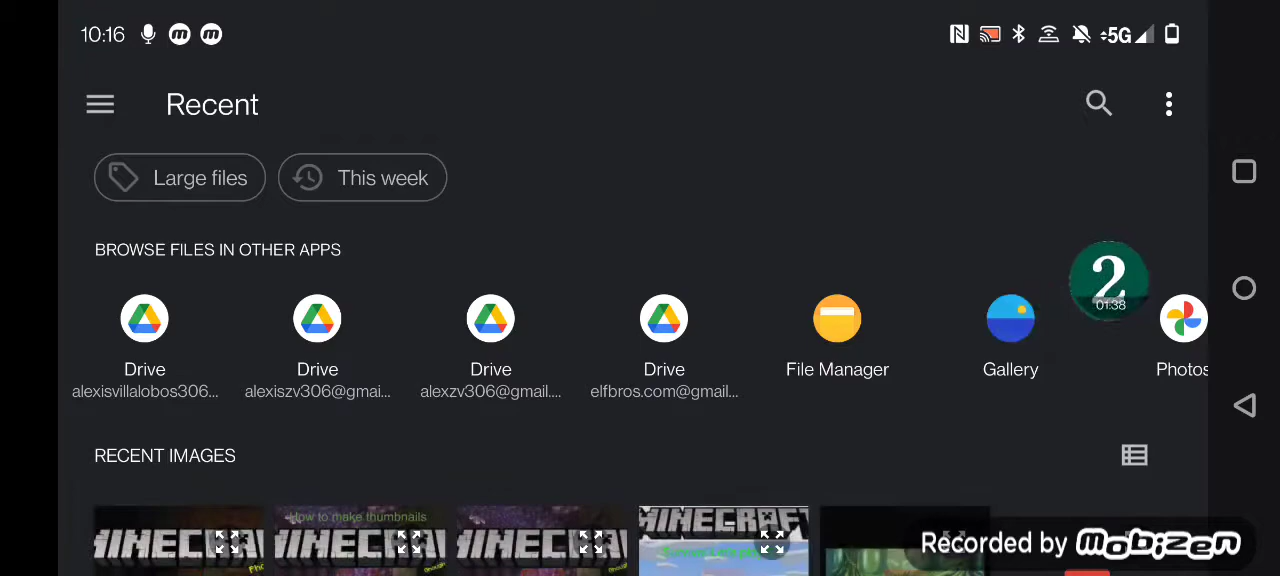 10:16
5G
Recent
Large files
This week
BROWSE FILES IN OTHER APPS
2
01:38
Drive
Drive
Drive
Drive
File Manager
Gallery
Photos
alexisvillalobos306...
alexiszv306@gmai...
alexzv306@gmail....
elfbros.com@gmail...
RECENT IMAGES
How to make thumbnails
MINECRAFT
Recorded by mobizen